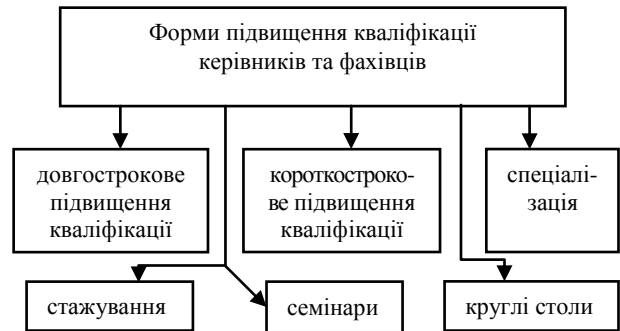 Форми підвищення кваліфікації
керівників та фахівців
довгострокове
підвищення
кваліфікації
короткостроко-
ве підвищення
кваліфікації
спеціалі-
зація
стажування
семінари
круглі столи